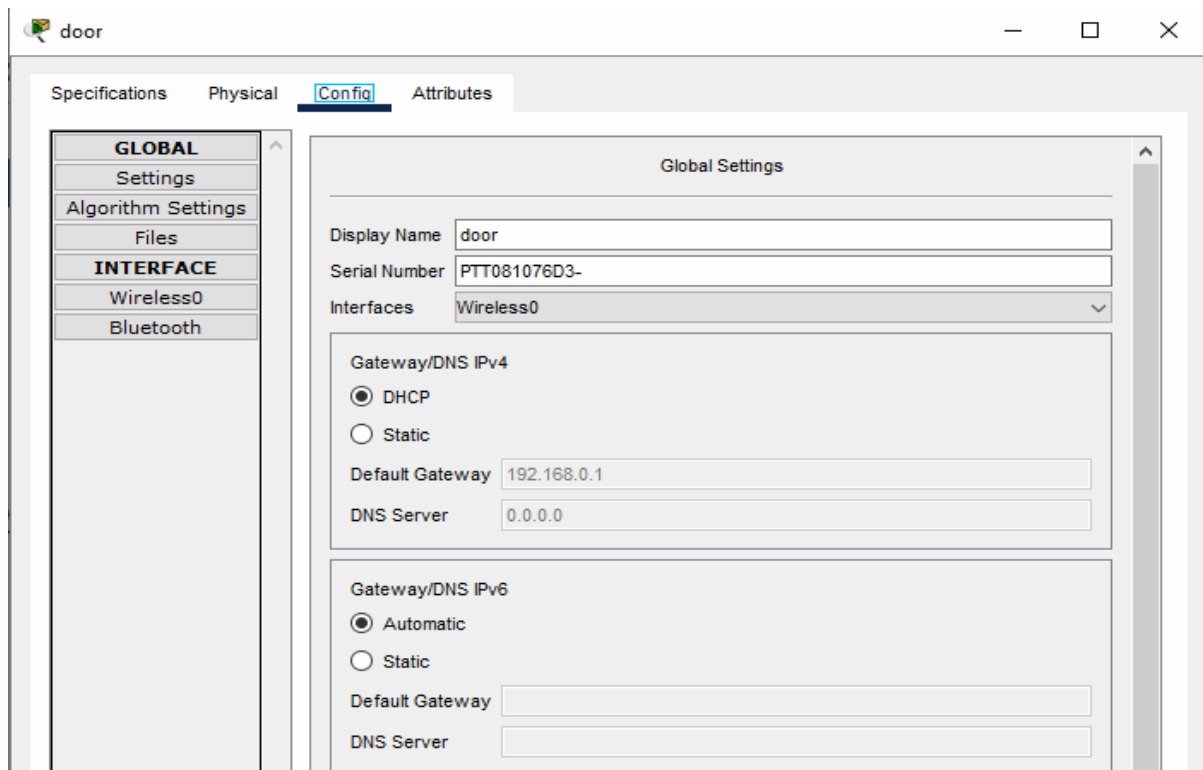 door
Specifications Physical Config Attributes
GLOBAL
Settings
Algorithm Settings
Files
INTERFACE
Wireless0
Bluetooth
Global Settings
Display Name door
Serial Number PTT081076D3-
Interfaces Wireless0
Gateway/DNS IPv4
DHCP
Static
Default Gateway 192.168.0.1
DNS Server 0.0.0.0
Gateway/DNS IPv6
Automatic
Static
Default Gateway
DNS Server